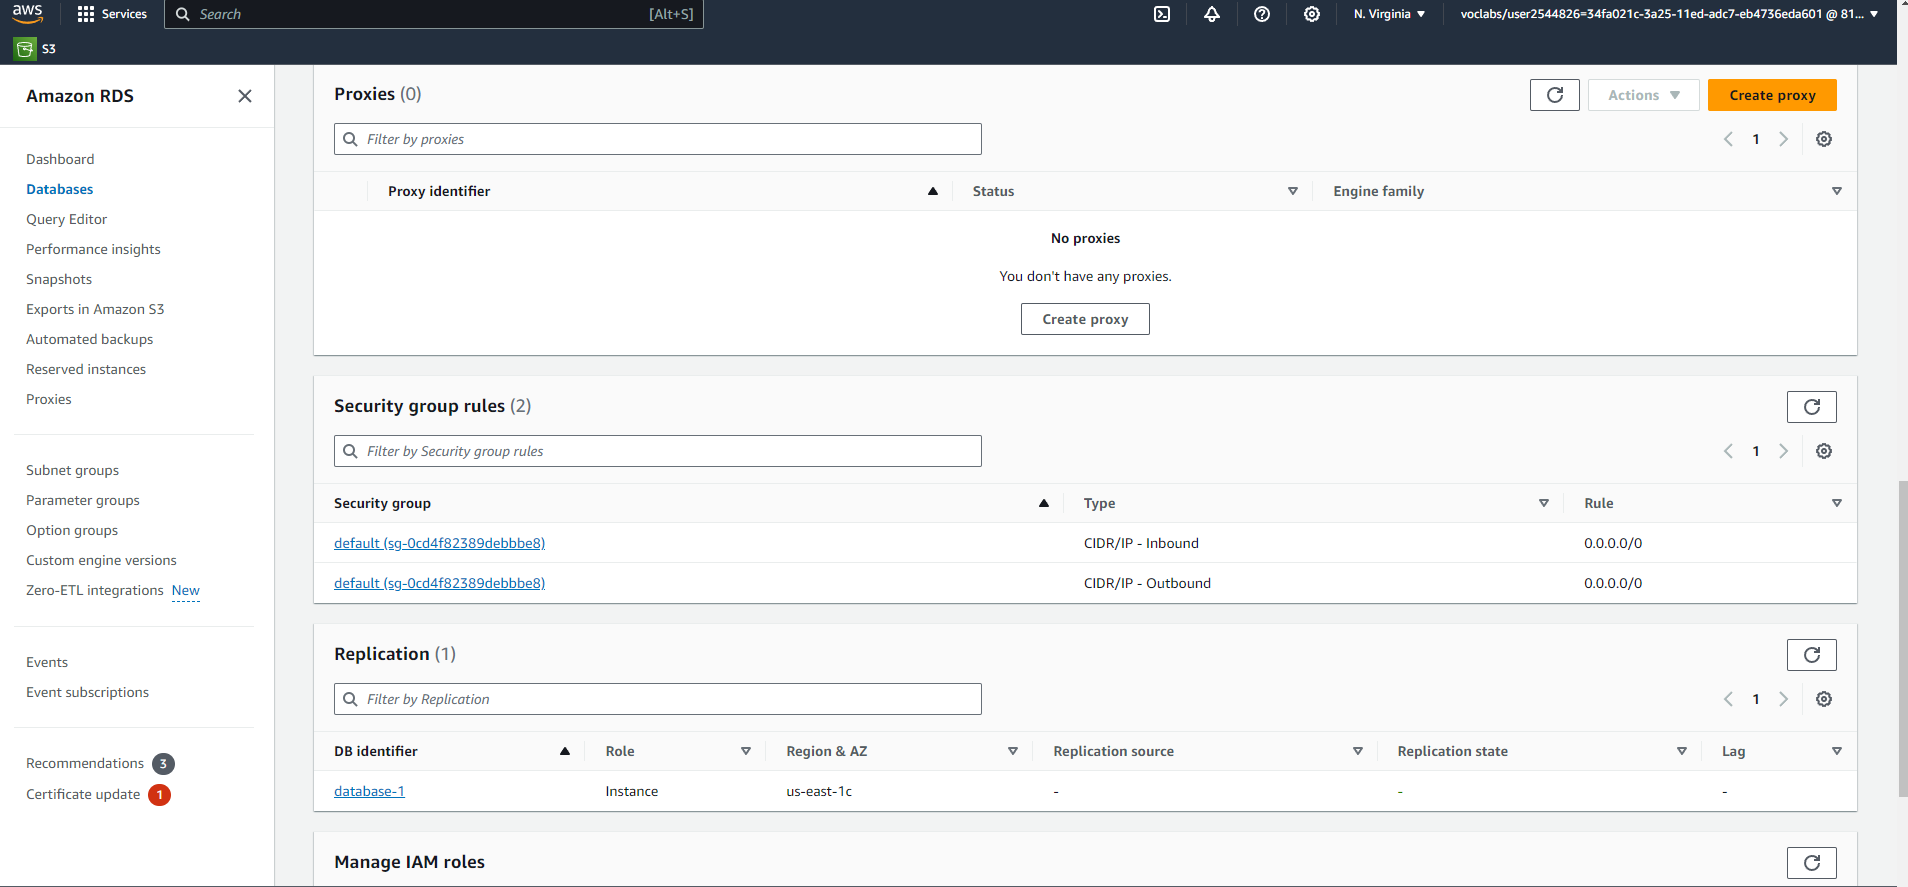 aws
Services
Search
[Alt+S]
N. Virginia
voclabs/user2544826=34fa021c-3a25-11ed-adc7-eb4736eda601 @ 81...
S3
Amazon RDS
Dashboard
Databases
Query Editor
Performance insights
Snapshots
Exports in Amazon S3
Automated backups
Reserved instances
Proxies
Subnet groups
Parameter groups
Option groups
Custom engine versions
Zero-ETL integrations New
Events
Event subscriptions
Recommendations 3
Certificate update 1
Proxies (0)
Actions
Create proxy
Filter by proxies
1
Proxy identifier Status Engine family
No proxies
You don't have any proxies.
Create proxy
Security group rules (2)
Filter by Security group rules
1
Security group Type Rule
default (sg-0cd4f82389debbbe8) CIDR/IP - Inbound 0.0.0.0/0
default (sg-0cd4f82389debbbe8) CIDR/IP - Outbound 0.0.0.0/0
Replication (1)
Filter by Replication
1
DB identifier Role Region & AZ Replication source Replication state Lag
database-1 Instance us-east-1c - - -
Manage IAM roles